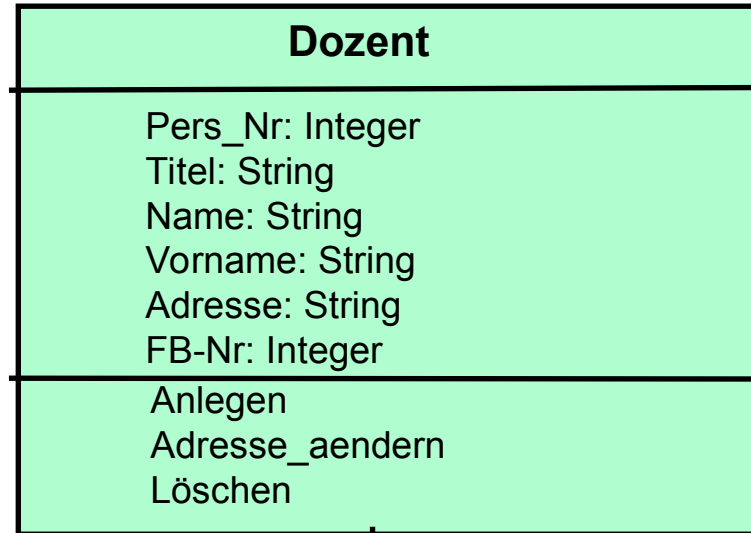 Dozent
Pers_Nr: Integer
Titel: String
Name: String
Vorname: String
Adresse: String
FB-Nr: Integer
Anlegen
Adresse_aendern
Löschen